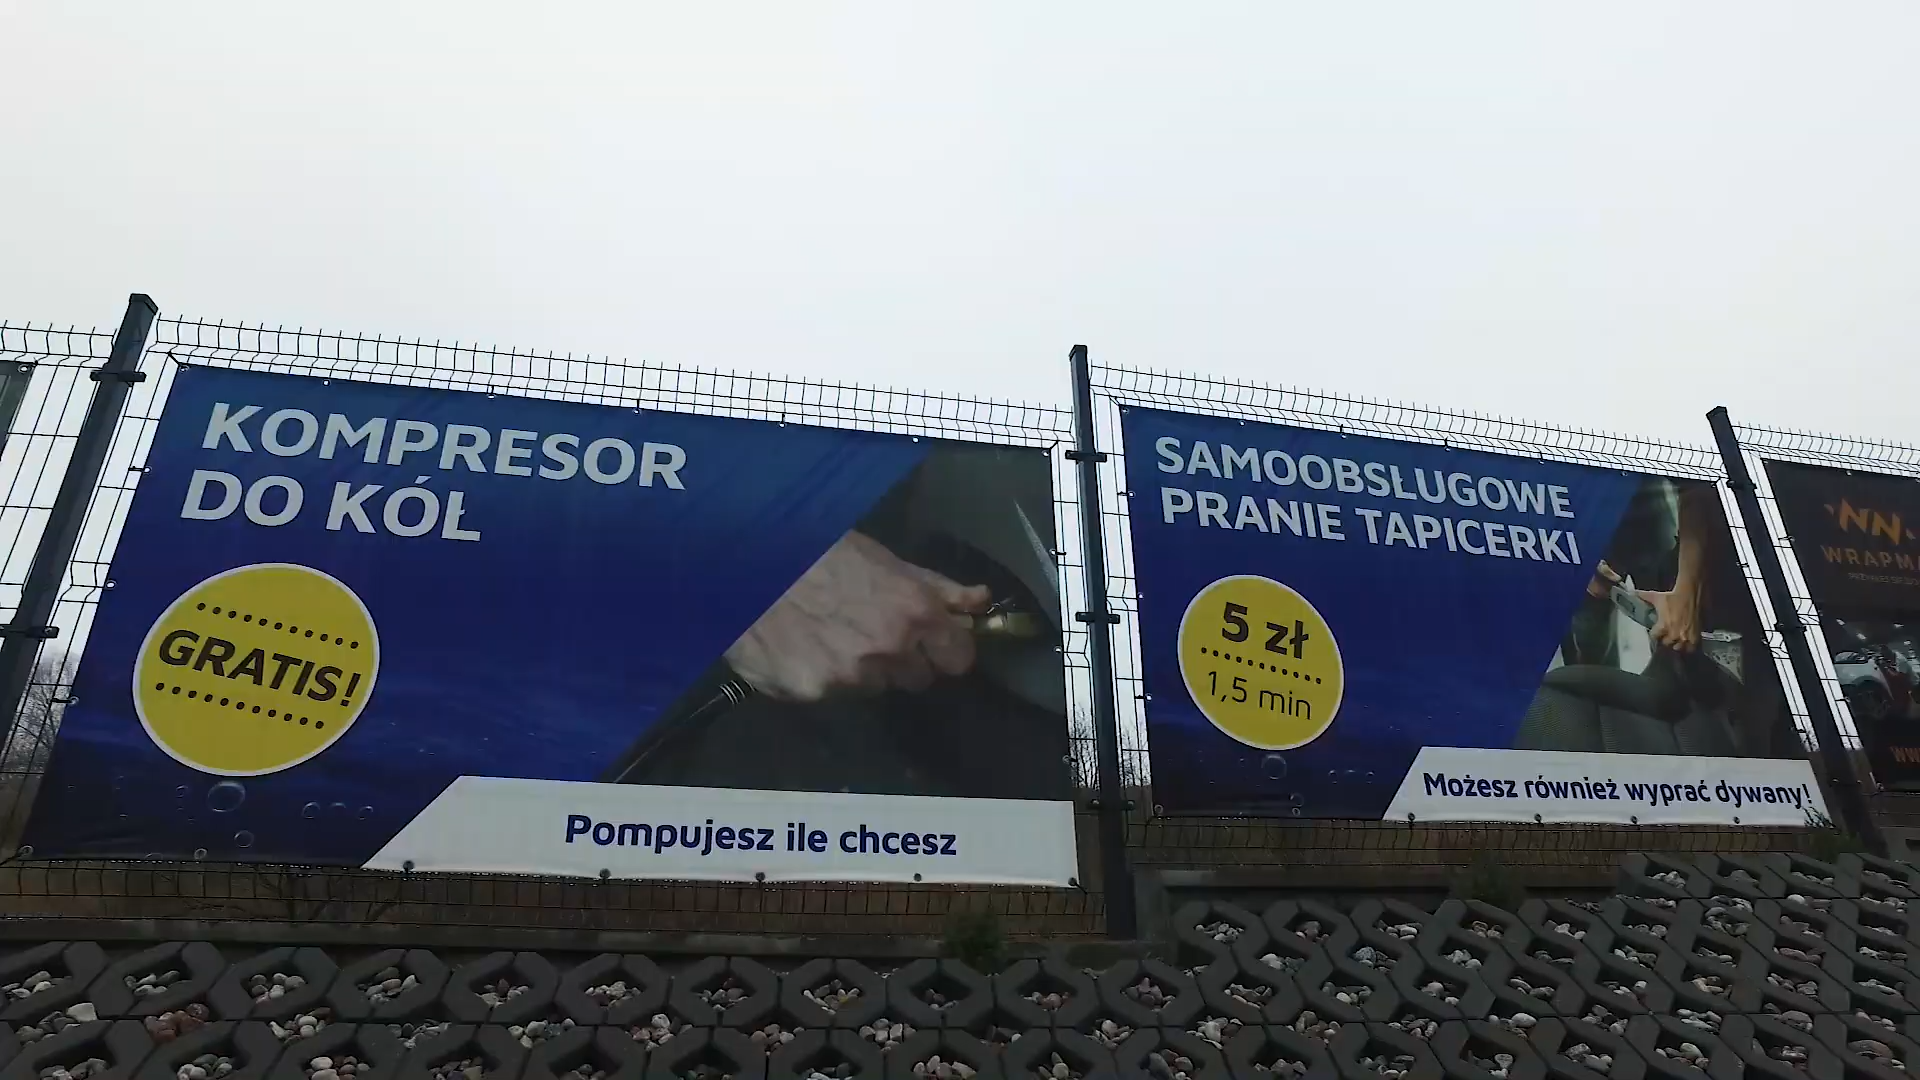 KOMPRESOR
DO KÓŁ
GRATIS!
Pompujesz ile chcesz
SAMOOBSŁUGOWE
PRANIE TAPICERKI
5 zł
1,5 min
Możesz również wyprać dywany!
NN